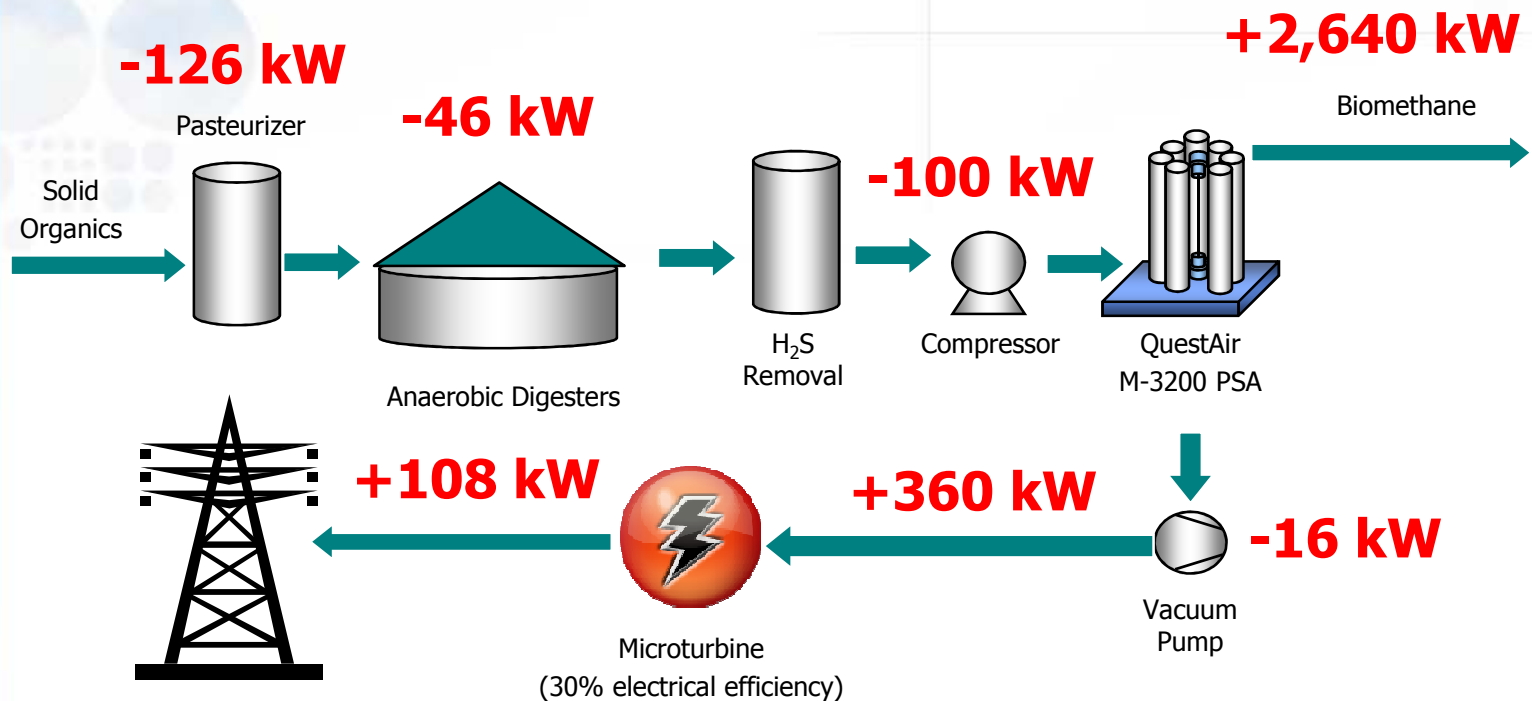 +2,640 kW
-126 kW
Biomethane
-46 kW
Pasteurizer
-100 kW
Solid
Organics
H2S
Removal
Compressor
QuestAir
M-3200 PSA
Anaerobic Digesters
+108 kW
+360 kW
-16 kW
Vacuum
Pump
Microturbine
(30% electrical efficiency)